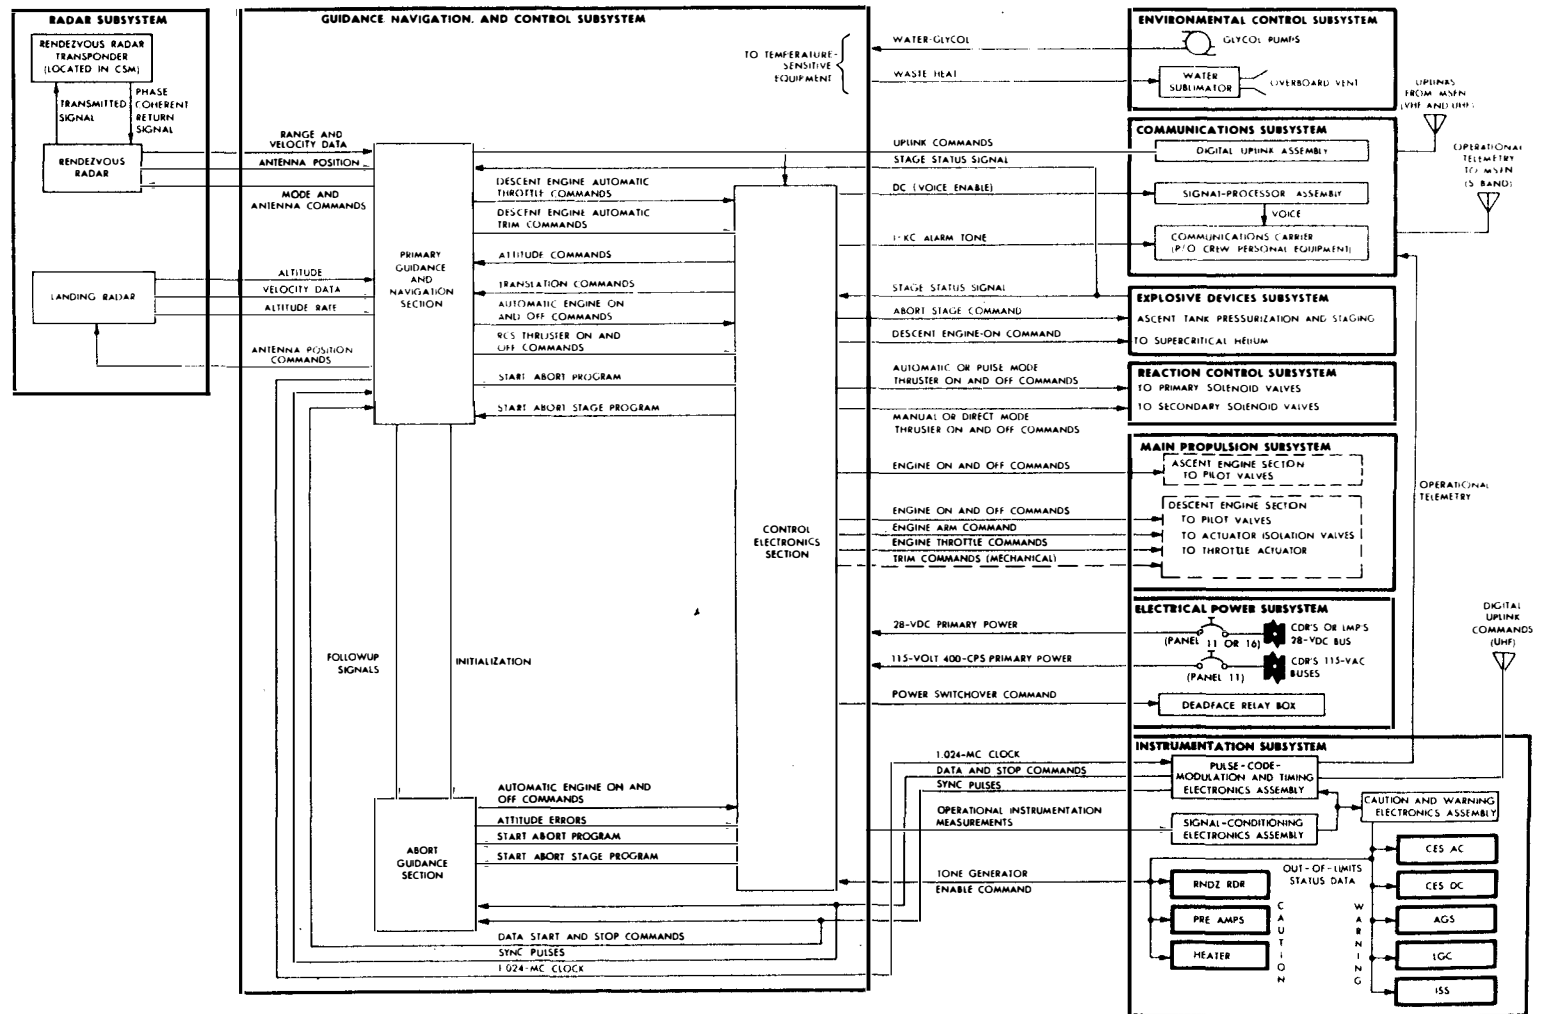 RADAR SUBSYSTEM
RENDEZVOUS RADAR
TRANSPONDER
(LOCATED IN CSM)
TRANSMITTED
SIGNAL
PHASE
COHERENT
RETURN
SIGNAL
RENDEZVOUS
RADAR
LANDING RADAR
RANGE AND
VELOCITY DATA
ANTENNA POSITION
MODE AND
ANTENNA COMMANDS
ALTITUDE
VELOCITY DATA
ALTITUDE RATE
ANTENNA POSITION
COMMANDS
GUIDANCE NAVIGATION, AND CONTROL SUBSYSTEM
TO TEMPERATURE-
SENSITIVE
EQUIPMENT
PRIMARY
GUIDANCE
AND
NAVIGATION
SECTION
DESCENT ENGINE AUTOMATIC
THROTTLE COMMANDS
DESCENT ENGINE AUTOMATIC
TRIM COMMANDS
ATTITUDE COMMANDS
TRANSLATION COMMANDS
AUTOMATIC ENGINE ON
AND OFF COMMANDS
RCS THRUSTER ON AND
OFF COMMANDS
START ABORT PROGRAM
START ABORT STAGE PROGRAM
CONTROL
ELECTRONICS
SECTION
FOLLOWUP
SIGNALS
INITIALIZATION
ABORT
GUIDANCE
SECTION
AUTOMATIC ENGINE ON AND
OFF COMMANDS
ATTITUDE ERRORS
START ABORT PROGRAM
START ABORT STAGE PROGRAM
DATA START AND STOP COMMANDS
SYNC PULSES
1 024-MC CLOCK
WATER-GLYCOL
WASTE HEAT
UPLINK COMMANDS
STAGE STATUS SIGNAL
DC (VOICE ENABLE)
1-KC ALARM TONE
STAGE STATUS SIGNAL
ABORT STAGE COMMAND
DESCENT ENGINE-ON COMMAND
AUTOMATIC OR PULSE MODE
THRUSTER ON AND OFF COMMANDS
MANUAL OR DIRECT MODE
THRUSTER ON AND OFF COMMANDS
ENGINE ON AND OFF COMMANDS
ENGINE ON AND OFF COMMANDS
ENGINE ARM COMMAND
ENGINE THROTTLE COMMANDS
TRIM COMMANDS (MECHANICAL)
28-VDC PRIMARY POWER
115-VOLT 400-CPS PRIMARY POWER
POWER SWITCHOVER COMMAND
1.024-MC CLOCK
DATA AND STOP COMMANDS
SYNC PULSES
OPERATIONAL INSTRUMENTATION
MEASUREMENTS
TONE GENERATOR
ENABLE COMMAND
ENVIRONMENTAL CONTROL SUBSYSTEM
GLYCOL PUMPS
WATER
SUBLIMATOR
OVERBOARD VENT
COMMUNICATIONS SUBSYSTEM
DIGITAL UPLINK ASSEMBLY
SIGNAL-PROCESSOR ASSEMBLY
VOICE
COMMUNICATIONS CARRIER
(P/O CREW PERSONAL EQUIPMENT)
UPLINKS
FROM MSFN
(VHF AND UHF)
OPERATIONAL
TELEMETRY
TO MSFN
(S BAND)
EXPLOSIVE DEVICES SUBSYSTEM
ASCENT TANK PRESSURIZATION AND STAGING
TO SUPERCRITICAL HELIUM
REACTION CONTROL SUBSYSTEM
TO PRIMARY SOLENOID VALVES
TO SECONDARY SOLENOID VALVES
MAIN PROPULSION SUBSYSTEM
ASCENT ENGINE SECTION
TO PILOT VALVES
DESCENT ENGINE SECTION
TO PILOT VALVES
TO ACTUATOR ISOLATION VALVES
TO THROTTLE ACTUATOR
OPERATIONAL
TELEMETRY
ELECTRICAL POWER SUBSYSTEM
(PANEL 11 OR 16)
CDR'S OR LMP'S
28-VDC BUS
(PANEL 11)
CDR'S 115-VAC
BUSES
DEADFACE RELAY BOX
DIGITAL
UPLINK
COMMANDS
(UHF)
INSTRUMENTATION SUBSYSTEM
PULSE-CODE-
MODULATION AND TIMING
ELECTRONICS ASSEMBLY
SIGNAL-CONDITIONING
ELECTRONICS ASSEMBLY
CAUTION AND WARNING
ELECTRONICS ASSEMBLY
OUT-OF-LIMITS
STATUS DATA
RNDZ RDR
PRE AMPS
HEATER
CAUTION
WARNING
CES AC
CES DC
AGS
LGC
ISS